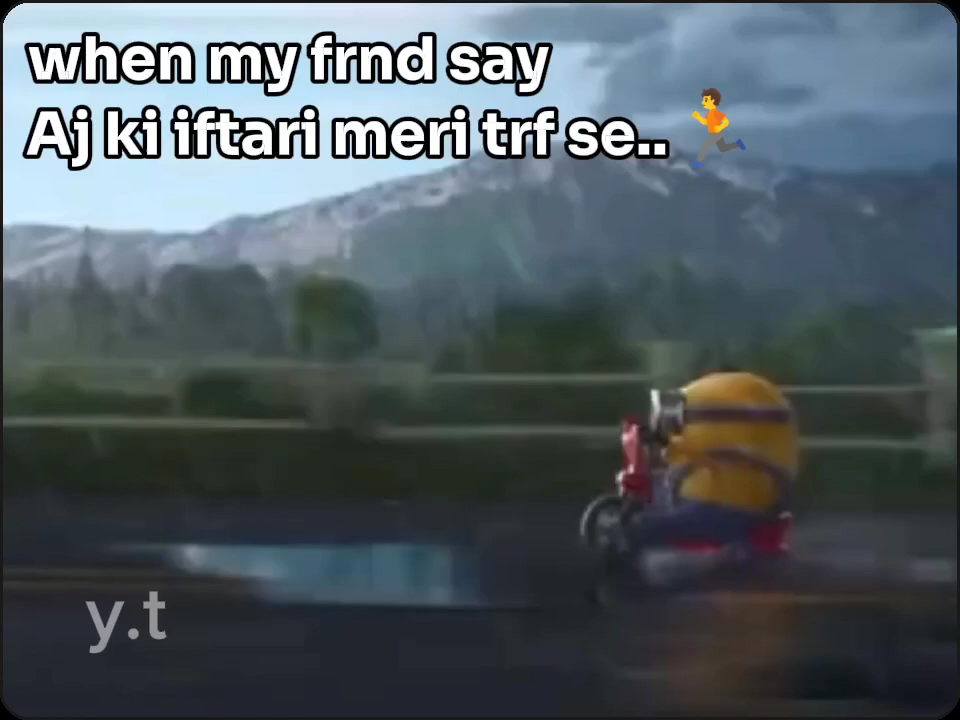 when my frnd say
Aj ki iftari meri trf se..🏃
y.t